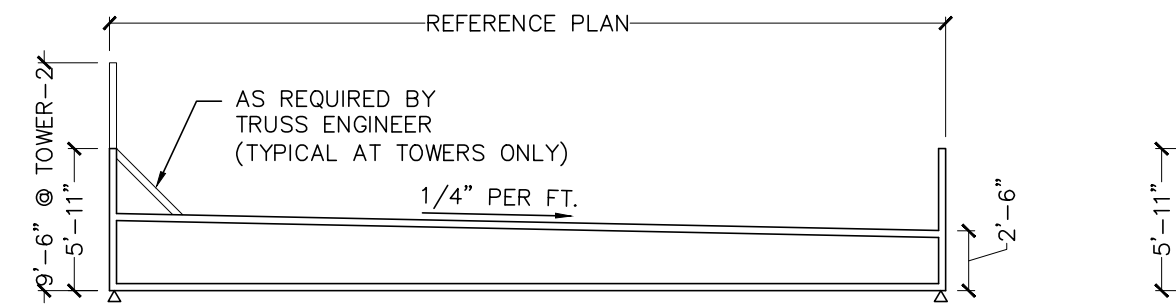 REFERENCE PLAN
9'-6" @ TOWER-2
5'-11"
AS REQUIRED BY
TRUSS ENGINEER
(TYPICAL AT TOWERS ONLY)
1/4" PER FT.
2'-6"
5'-11"